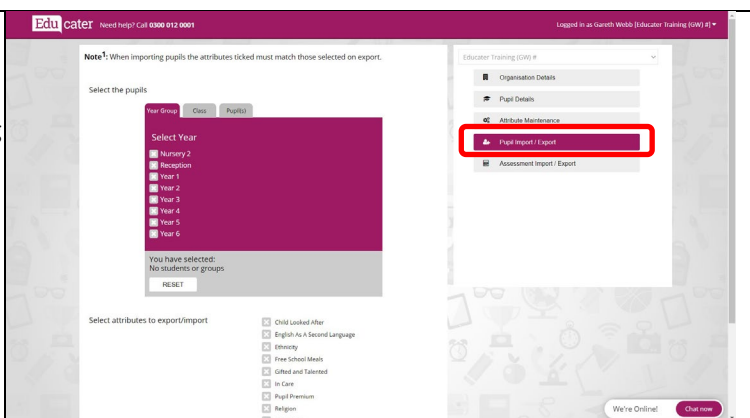 Educater Need help? Call 0300 012 0001
Logged in as Gareth Webb [Educater Training (GW) #]
Note1: When importing pupils the attributes ticked must match those selected on export.
Select the pupils
Year Group Class Pupil(s)
Select Year
Nursery 2
Reception
Year 1
Year 2
Year 3
Year 4
Year 5
Year 6
You have selected:
No students or groups
RESET
Select attributes to export/import
Child Looked After
English As A Second Language
Ethnicity
Free School Meals
Gifted and Talented
In Care
Pupil Premium
Religion
Educater Training (GW) #
Organisation Details
Pupil Details
Attribute Maintenance
Pupil Import / Export
Assessment Import / Export
We're Online!
Chat now